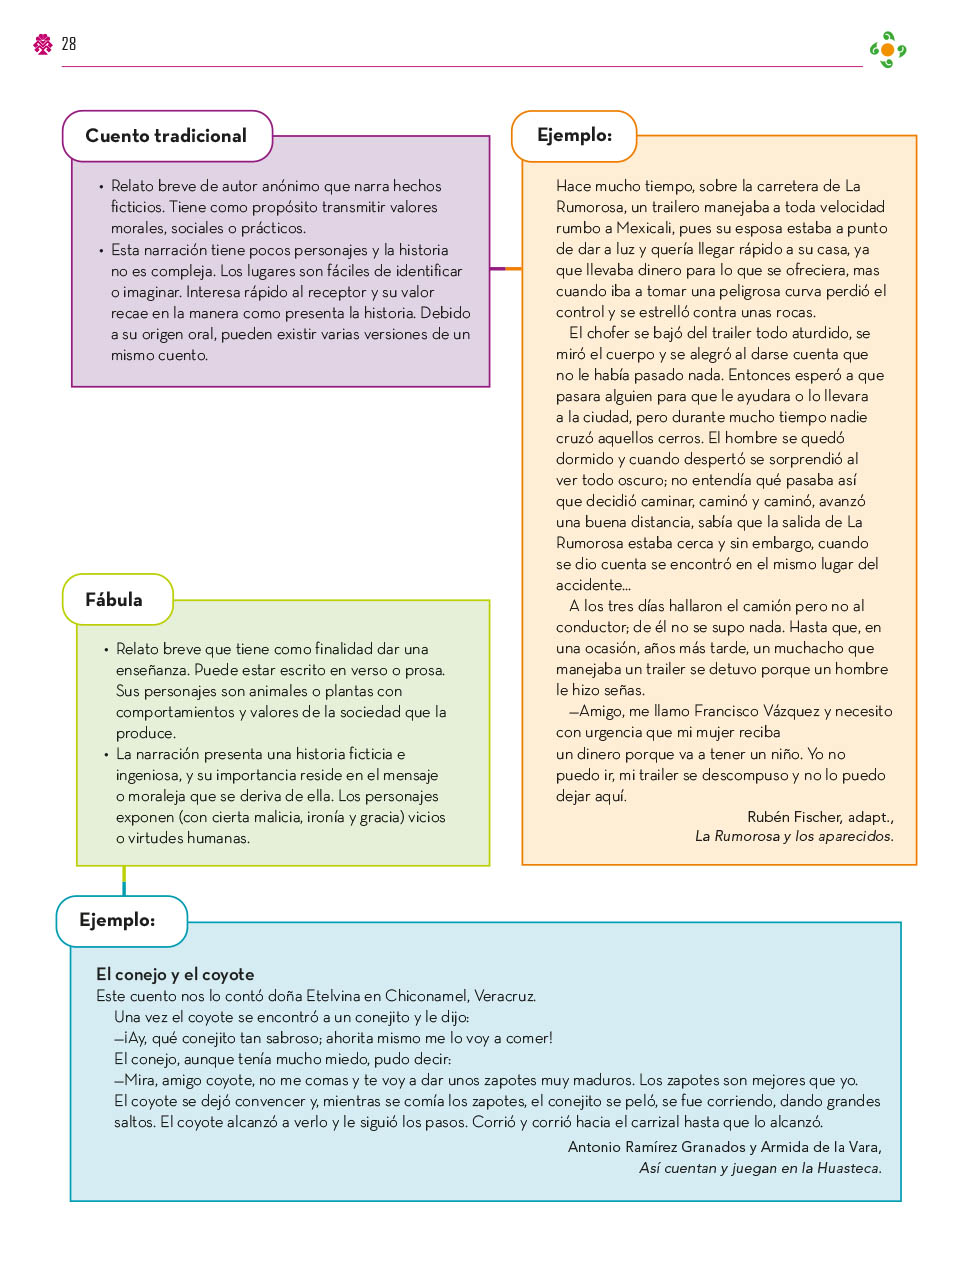 28
Cuento tradicional
• Relato breve de autor anónimo que narra hechos
ficticios. Tiene como propósito transmitir valores
morales, sociales o prácticos.
• Esta narración tiene pocos personajes y la historia
no es compleja. Los lugares son fáciles de identificar
o imaginar. Interesa rápido al receptor y su valor
recae en la manera como presenta la historia. Debido
a su origen oral, pueden existir varias versiones de un
mismo cuento.
Ejemplo:
Hace mucho tiempo, sobre la carretera de La
Rumorosa, un trailero manejaba a toda velocidad
rumbo a Mexicali, pues su esposa estaba a punto
de dar a luz y quería llegar rápido a su casa, ya
que llevaba dinero para lo que se ofreciera, mas
cuando iba a tomar una peligrosa curva perdió el
control y se estrelló contra unas rocas.
El chofer se bajó del trailer todo aturdido, se
miró el cuerpo y se alegró al darse cuenta que
no le había pasado nada. Entonces esperó a que
pasara alguien para que le ayudara o lo llevara
a la ciudad, pero durante mucho tiempo nadie
cruzó aquellos cerros. El hombre se quedó
dormido y cuando despertó se sorprendió al
ver todo oscuro; no entendía qué pasaba así
que decidió caminar, caminó y caminó, avanzó
una buena distancia, sabía que la salida de La
Rumorosa estaba cerca y sin embargo, cuando
se dio cuenta se encontró en el mismo lugar del
accidente...
A los tres días hallaron el camión pero no al
conductor; de él no se supo nada. Hasta que, en
una ocasión, años más tarde, un muchacho que
manejaba un trailer se detuvo porque un hombre
le hizo señas.
—Amigo, me llamo Francisco Vázquez y necesito
con urgencia que mi mujer reciba
un dinero porque va a tener un niño. Yo no
puedo ir, mi trailer se descompuso y no lo puedo
dejar aquí.
Rubén Fischer, adapt.,
La Rumorosa y los aparecidos.
Fábula
• Relato breve que tiene como finalidad dar una
enseñanza. Puede estar escrito en verso o prosa.
Sus personajes son animales o plantas con
comportamientos y valores de la sociedad que la
produce.
• La narración presenta una historia ficticia e
ingeniosa, y su importancia reside en el mensaje
o moraleja que se deriva de ella. Los personajes
exponen (con cierta malicia, ironía y gracia) vicios
o virtudes humanas.
Ejemplo:
El conejo y el coyote
Este cuento nos lo contó doña Etelvina en Chiconamel, Veracruz.
Una vez el coyote se encontró a un conejito y le dijo:
—¡Ay, qué conejito tan sabroso; ahorita mismo me lo voy a comer!
El conejo, aunque tenía mucho miedo, pudo decir:
—Mira, amigo coyote, no me comas y te voy a dar unos zapotes muy maduros. Los zapotes son mejores que yo.
El coyote se dejó convencer y, mientras se comía los zapotes, el conejito se peló, se fue corriendo, dando grandes
saltos. El coyote alcanzó a verlo y le siguió los pasos. Corrió y corrió hacia el carrizal hasta que lo alcanzó.
Antonio Ramírez Granados y Armida de la Vara,
Así cuentan y juegan en la Huasteca.